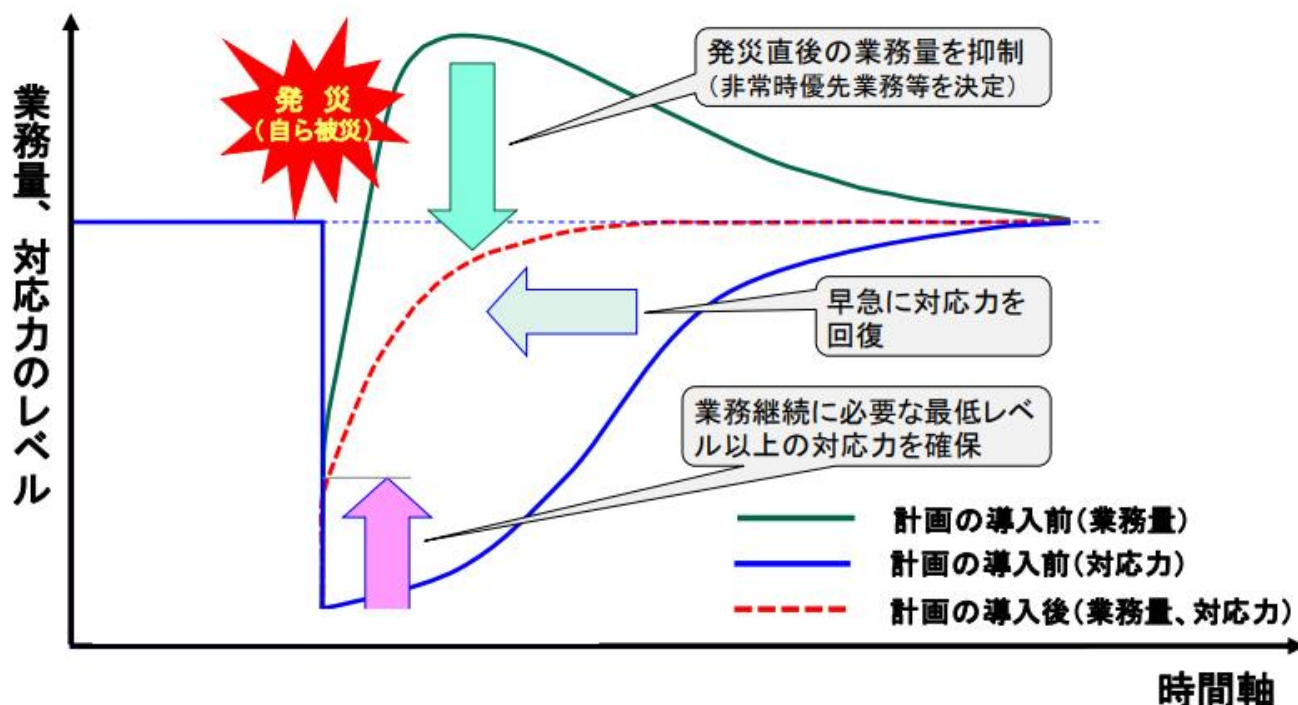 発災直後の業務量を抑制
（非常時優先業務等を決定）
発 災
（自ら被災）
業務量、対応力のレベル
早急に対応力を
回復
業務継続に必要な最低レベ
ル以上の対応力を確保
計画の導入前（業務量）
計画の導入前（対応力）
計画の導入後（業務量、対応力）
時間軸